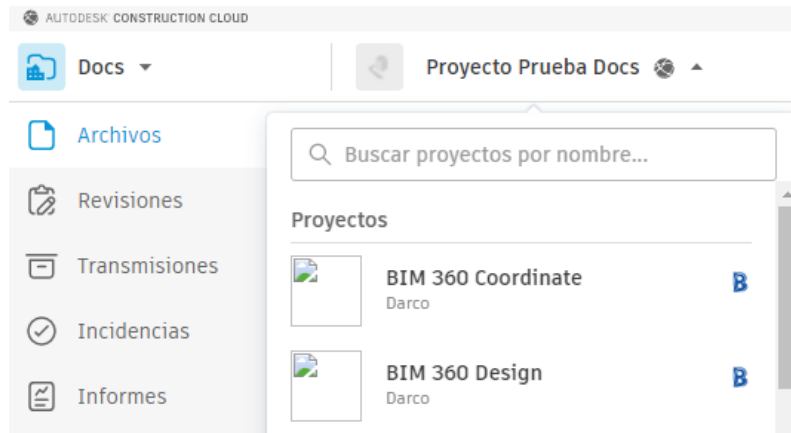 AUTODESK CONSTRUCTION CLOUD
Docs
Proyecto Prueba Docs
Archivos
Revisiones
Transmisiones
Incidencias
Informes
Buscar proyectos por nombre...
Proyectos
BIM 360 Coordinate
Darco
B
BIM 360 Design
Darco
B